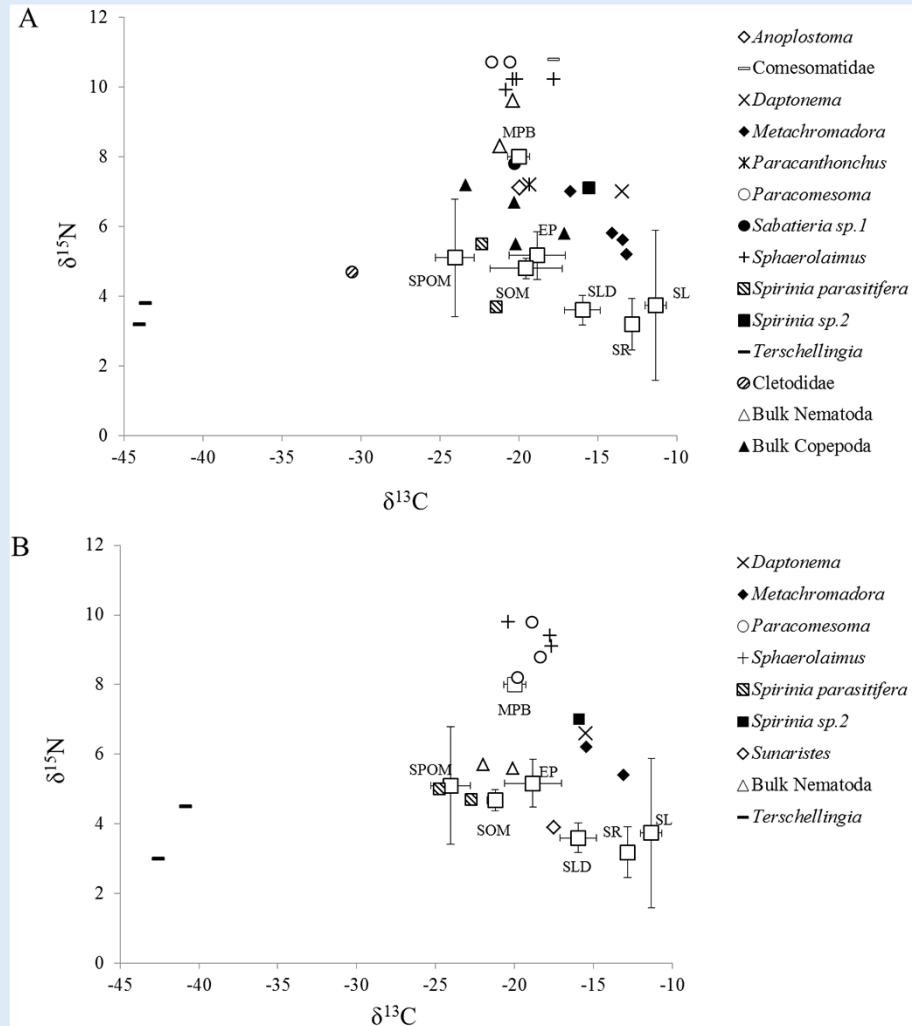 A
δ15N
12
10
8
6
4
2
0
-45
-40
-35
-30
-25
-20
-15
-10
δ13C
MPB
SPOM
SOM
EP
SLD
SR
SL
Anoplostoma
Comesomatidae
Daptonema
Metachromadora
Paracanthonchus
Paracomesoma
Sabatieria sp.1
Sphaerolaimus
Spirinia parasitifera
Spirinia sp.2
Terschellingia
Cletodidae
Bulk Nematoda
Bulk Copepoda
B
δ15N
12
10
8
6
4
2
0
-45
-40
-35
-30
-25
-20
-15
-10
δ13C
MPB
SPOM
EP
SOM
SLD
SR
SL
Daptonema
Metachromadora
Paracomesoma
Sphaerolaimus
Spirinia parasitifera
Spirinia sp.2
Sunaristes
Bulk Nematoda
Terschellingia